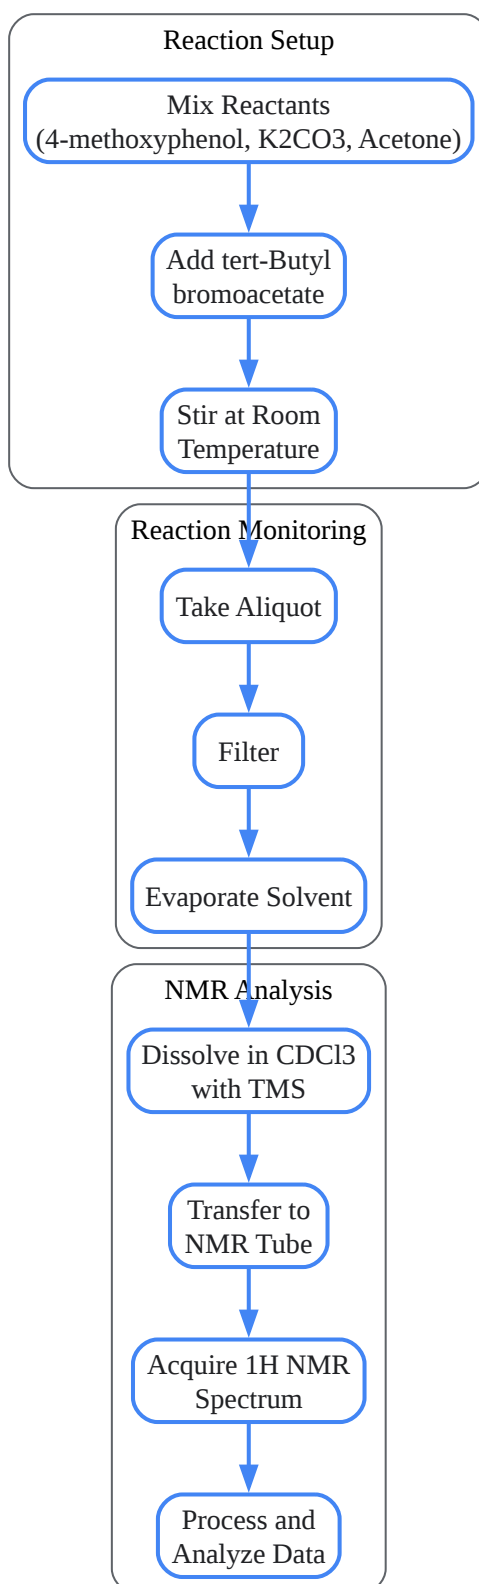 Reaction Setup
Mix Reactants
(4-methoxyphenol, K2CO3, Acetone)
Add tert-Butyl
bromoacetate
Stir at Room
Temperature
Reaction Monitoring
Take Aliquot
Filter
Evaporate Solvent
NMR Analysis
Dissolve in CDCl3
with TMS
Transfer to
NMR Tube
Acquire 1H NMR
Spectrum
Process and
Analyze Data